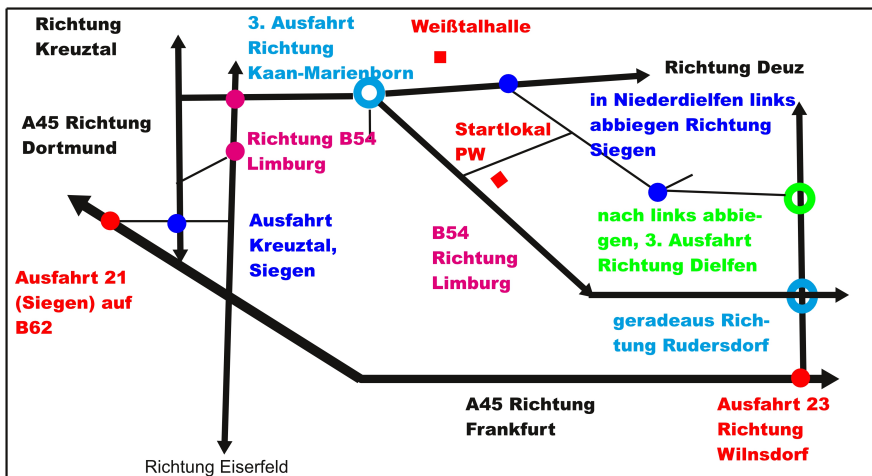 Richtung
Kreuztal
3. Ausfahrt
Richtung
Kaan-Marienborn
Weißtalhalle
Richtung Deuz
A45 Richtung
Dortmund
Richtung B54
Limburg
Startlokal
PW
in Niederdielfen links
abbiegen Richtung
Siegen
Ausfahrt
Kreuztal,
Siegen
B54
Richtung
Limburg
nach links abbie-
gen, 3. Ausfahrt
Richtung Dielfen
Ausfahrt 21
(Siegen) auf
B62
geradeaus Rich-
tung Rudersdorf
A45 Richtung
Frankfurt
Ausfahrt 23
Richtung
Wilnsdorf
Richtung Eiserfeld